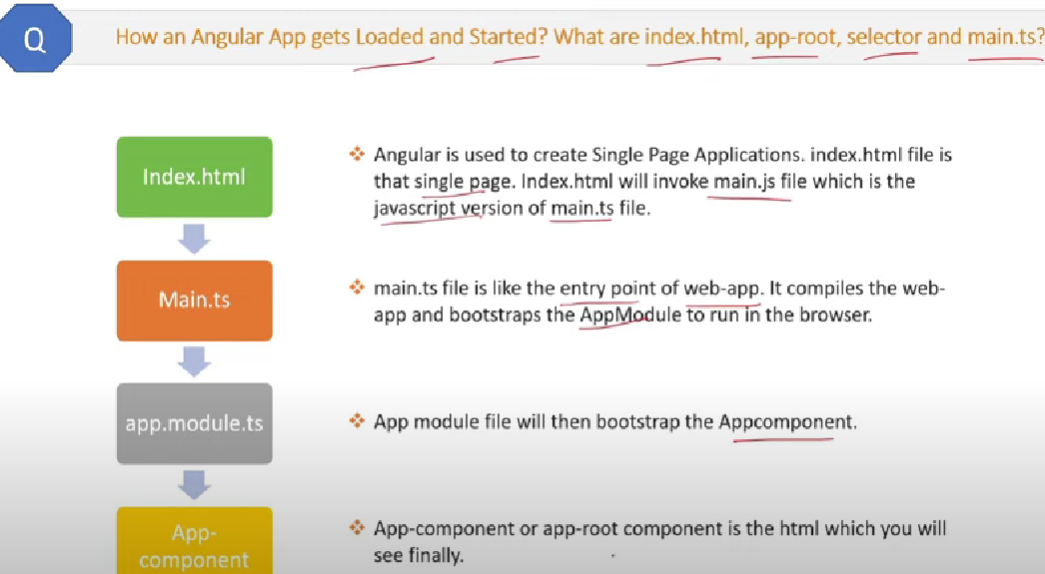 Q
How an Angular App gets Loaded and Started? What are index.html, app-root, selector and main.ts?
Index.html
Angular is used to create Single Page Applications. index.html file is
that single page. Index.html will invoke main.js file which is the
javascript version of main.ts file.
Main.ts
main.ts file is like the entry point of web-app. It compiles the web-
app and bootstraps the AppModule to run in the browser.
app.module.ts
App module file will then bootstrap the Appcomponent.
App-
component
App-component or app-root component is the html which you will
see finally.